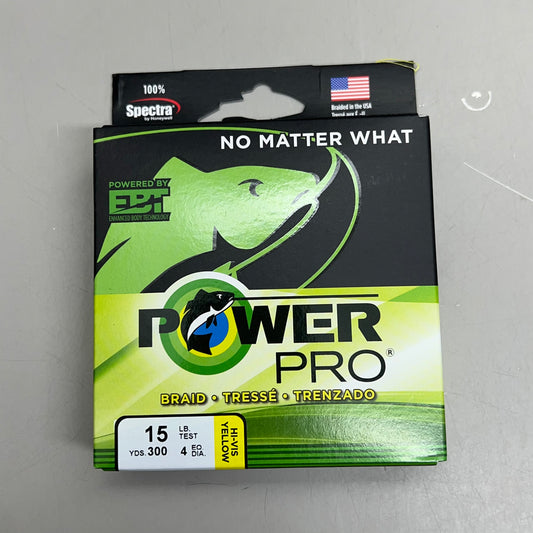 100%
Spectra
by Honeywell
Braided in the USA
NO MATTER WHAT
POWERED BY
EBT
ENHANCED BODY TECHNOLOGY
POWER
PRO®
BRAID • TRESSÉ • TRENZADO
15 LB. TEST
YDS. 300 4 EQ. DIA.
HI-VIS
YELLOW